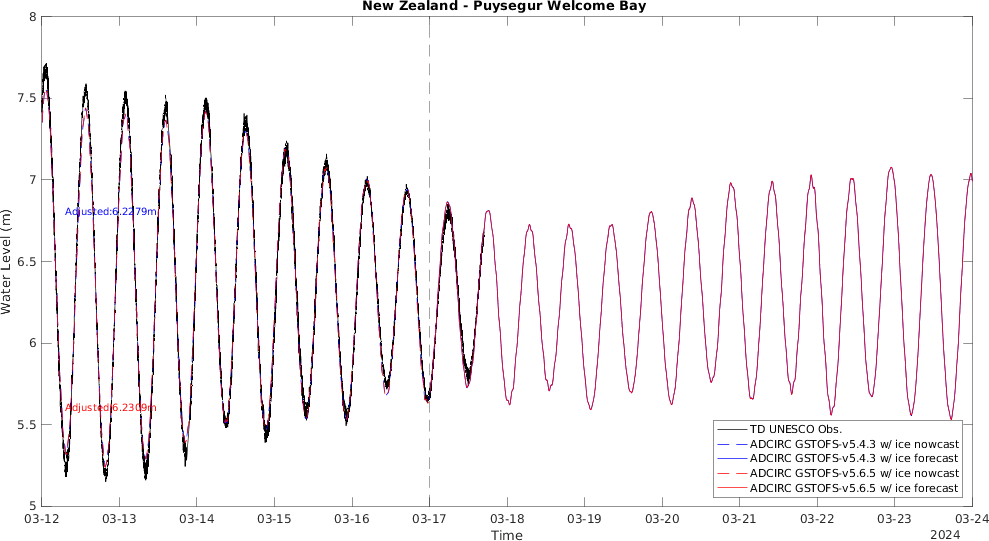 New Zealand - Puysegur Welcome Bay
8
7.5
7
6.5
6
5.5
5
Water Level (m)
Adjusted:6.2279m
Adjusted:6.2309m
TD UNESCO Obs.
ADCIRC GSTOFS-v5.4.3 w/ ice nowcast
ADCIRC GSTOFS-v5.4.3 w/ ice forecast
ADCIRC GSTOFS-v5.6.5 w/ ice nowcast
ADCIRC GSTOFS-v5.6.5 w/ ice forecast
03-12 03-13 03-14 03-15 03-16 03-17 03-18 03-19 03-20 03-21 03-22 03-23 03-24
Time
2024